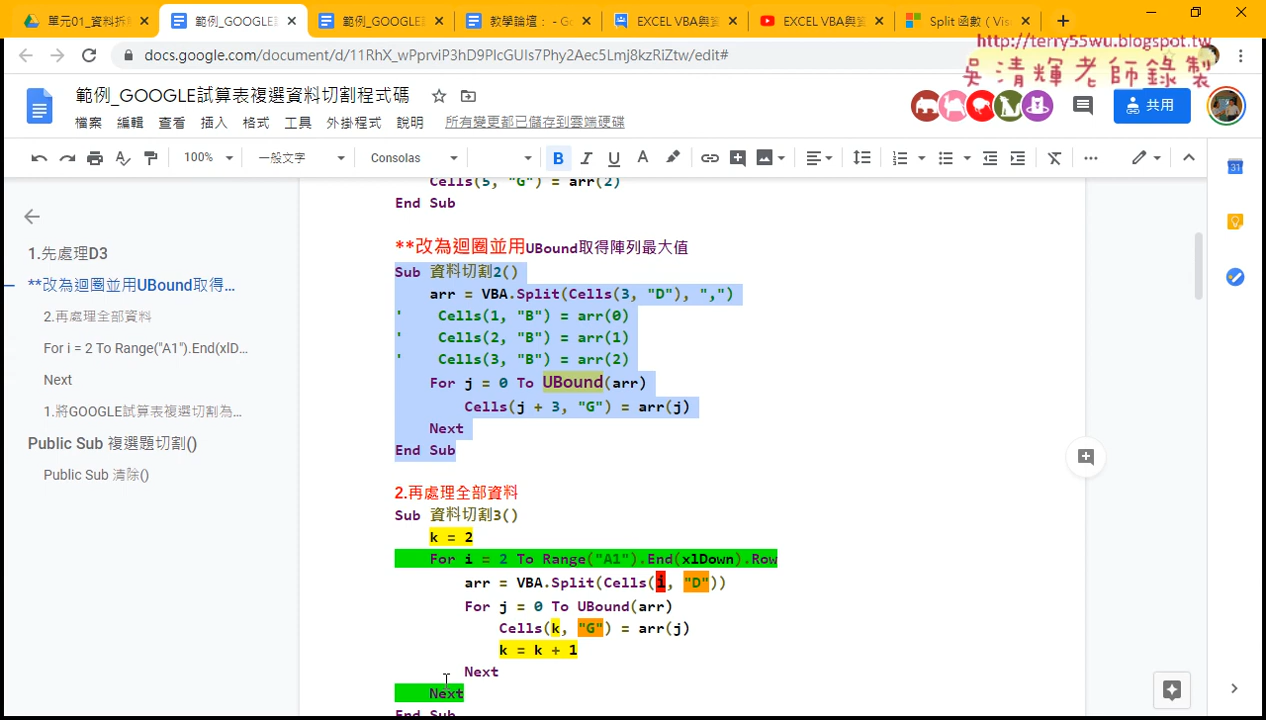 單元01_資料拆
範例_GOOGLE
範例_GOOGLE
教學論壇： - Go
EXCEL VBA與
EXCEL VBA與
Split 函數 (Vis
docs.google.com/document/d/11RhX_wPprviP3hD9PlcGUIs7Phy2Aec5Lmj8kzRiZtw/edit#
http://terry55wu.blogspot.tw
吳清輝老師錄製
範例_GOOGLE試算表複選資料切割程式碼
檔案 編輯 查看 插入 格式 工具 外掛程式 說明 所有變更都已儲存到雲端硬碟
共用
100% 一般文字 Consolas B I U A
31
1.先處理D3
**改為迴圈並用UBound取得...
2.再處理全部資料
For i = 2 To Range("A1").End(xlD...
Next
1.將GOOGLE試算表複選切割為...
Public Sub 複選題切割()
Public Sub 清除()
Cells(5, "G") = arr(2)
End Sub
**改為迴圈並用UBound取得陣列最大值
Sub 資料切割2()
arr = VBA.Split(Cells(3, "D"), ",")
' Cells(1, "B") = arr(0)
' Cells(2, "B") = arr(1)
' Cells(3, "B") = arr(2)
For j = 0 To UBound(arr)
Cells(j + 3, "G") = arr(j)
Next
End Sub
2.再處理全部資料
Sub 資料切割3()
k = 2
For i = 2 To Range("A1").End(xlDown).Row
arr = VBA.Split(Cells(i, "D"))
For j = 0 To UBound(arr)
Cells(k, "G") = arr(j)
k = k + 1
Next
Next
End Sub